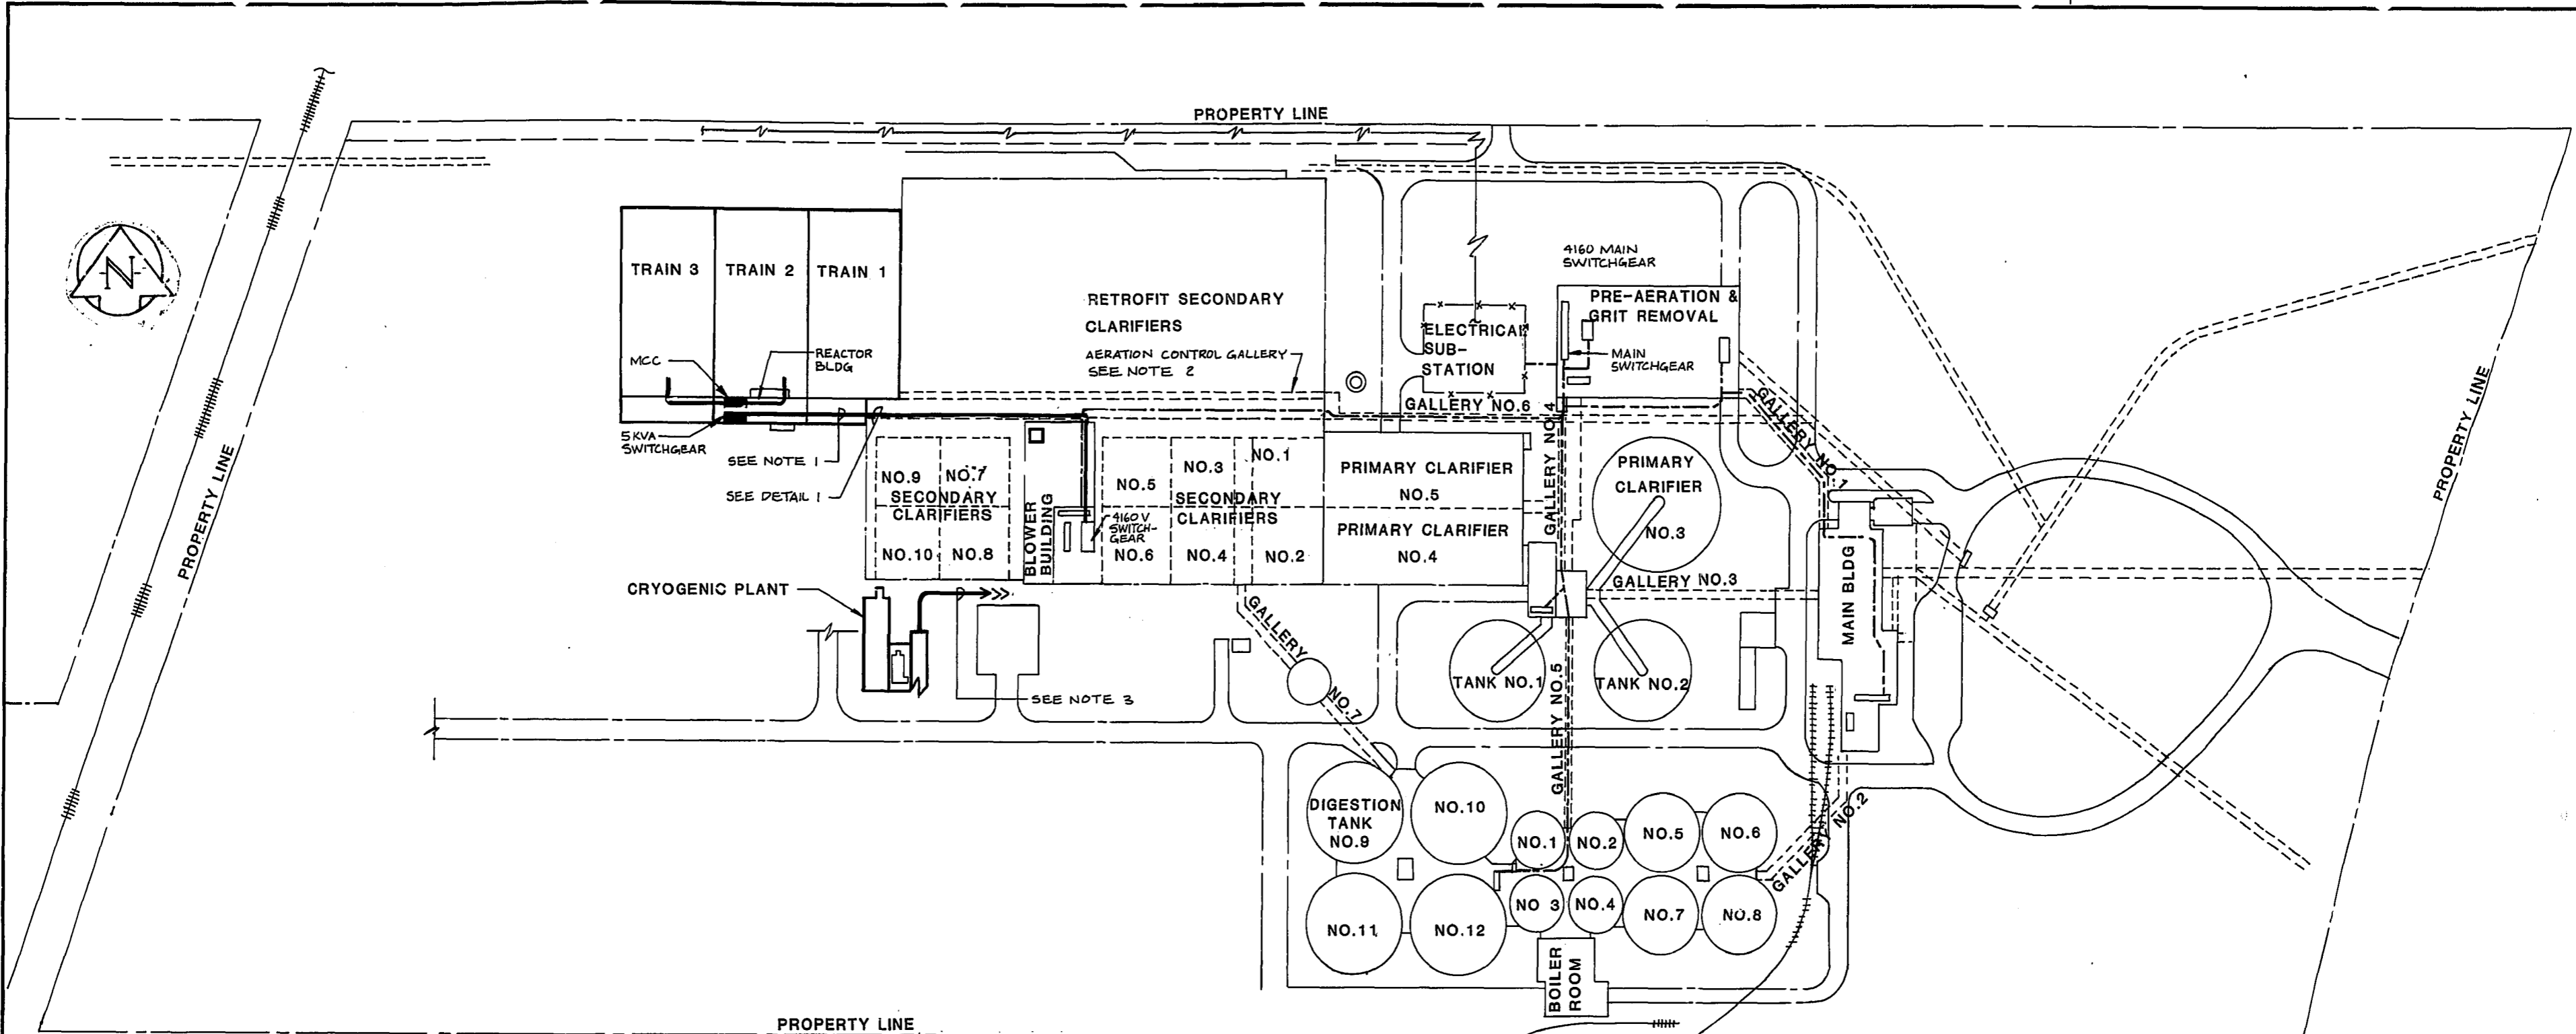 PROPERTY LINE
N
TRAIN 3
TRAIN 2
TRAIN 1
RETROFIT SECONDARY
CLARIFIERS
AERATION CONTROL GALLERY
SEE NOTE 2
4160 MAIN
SWITCHGEAR
PRE-AERATION &
GRIT REMOVAL
ELECTRICAL
SUB-
STATION
MAIN
SWITCHGEAR
MCC
REACTOR
BLDG
GALLERY NO.6
GALLERY NO.4
GALLERY NO.1
5 KVA
SWITCHGEAR
SEE NOTE 1
SEE DETAIL 1
NO.9
NO.7
SECONDARY
CLARIFIERS
NO.10
NO.8
BLOWER
BUILDING
4160 V
SWITCH-
GEAR
NO.5
NO.3
NO.1
SECONDARY
CLARIFIERS
NO.6
NO.4
NO.2
PRIMARY CLARIFIER
NO.5
PRIMARY CLARIFIER
NO.4
PRIMARY
CLARIFIER
NO.3
PROPERTY LINE
PROPERTY LINE
CRYOGENIC PLANT
SEE NOTE 3
GALLERY
NO.7
GALLERY NO.3
MAIN BLDG
TANK NO.1
TANK NO.2
GALLERY NO.5
GALLERY NO.2
DIGESTION
TANK
NO.9
NO.10
NO.1
NO.2
NO.5
NO.6
NO.11
NO.12
NO 3
NO.4
NO.7
NO.8
BOILER
ROOM
PROPERTY LINE